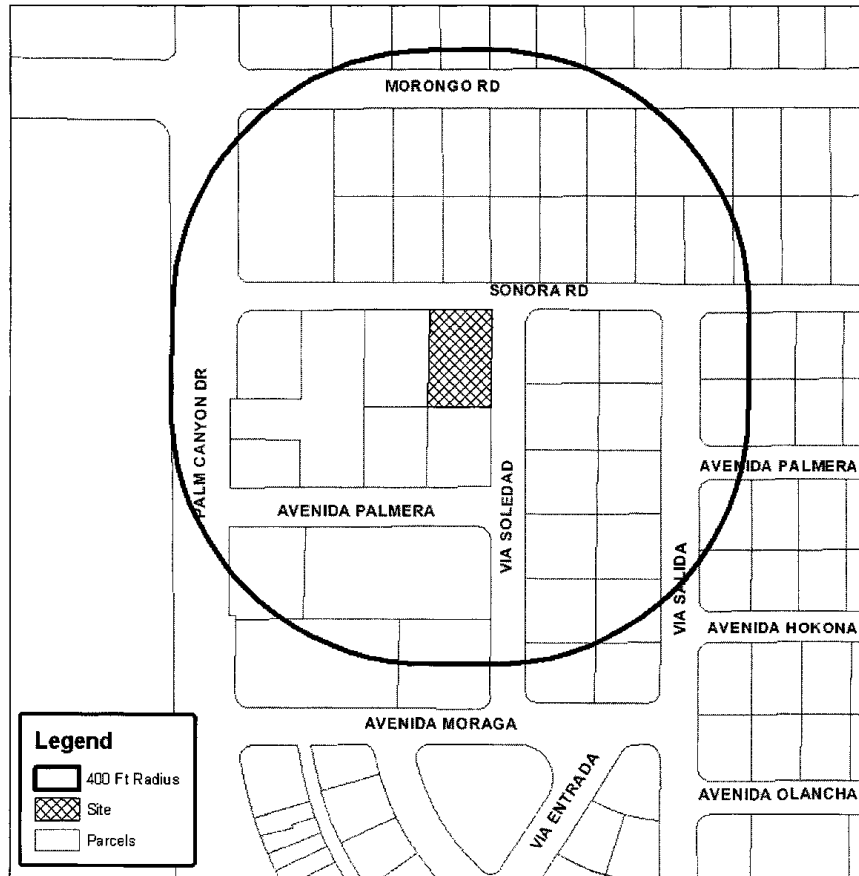 MORONGO RD
SONORA RD
PALM CANYON DR
AVENIDA PALMERA
AVENIDA PALMERA
VIA SOLEDAD
VIA SALIDA
AVENIDA HOKONA
AVENIDA MORAGA
VIA ENTRADA
AVENIDA OLANCHA
Legend
400 Ft Radius
Site
Parcels